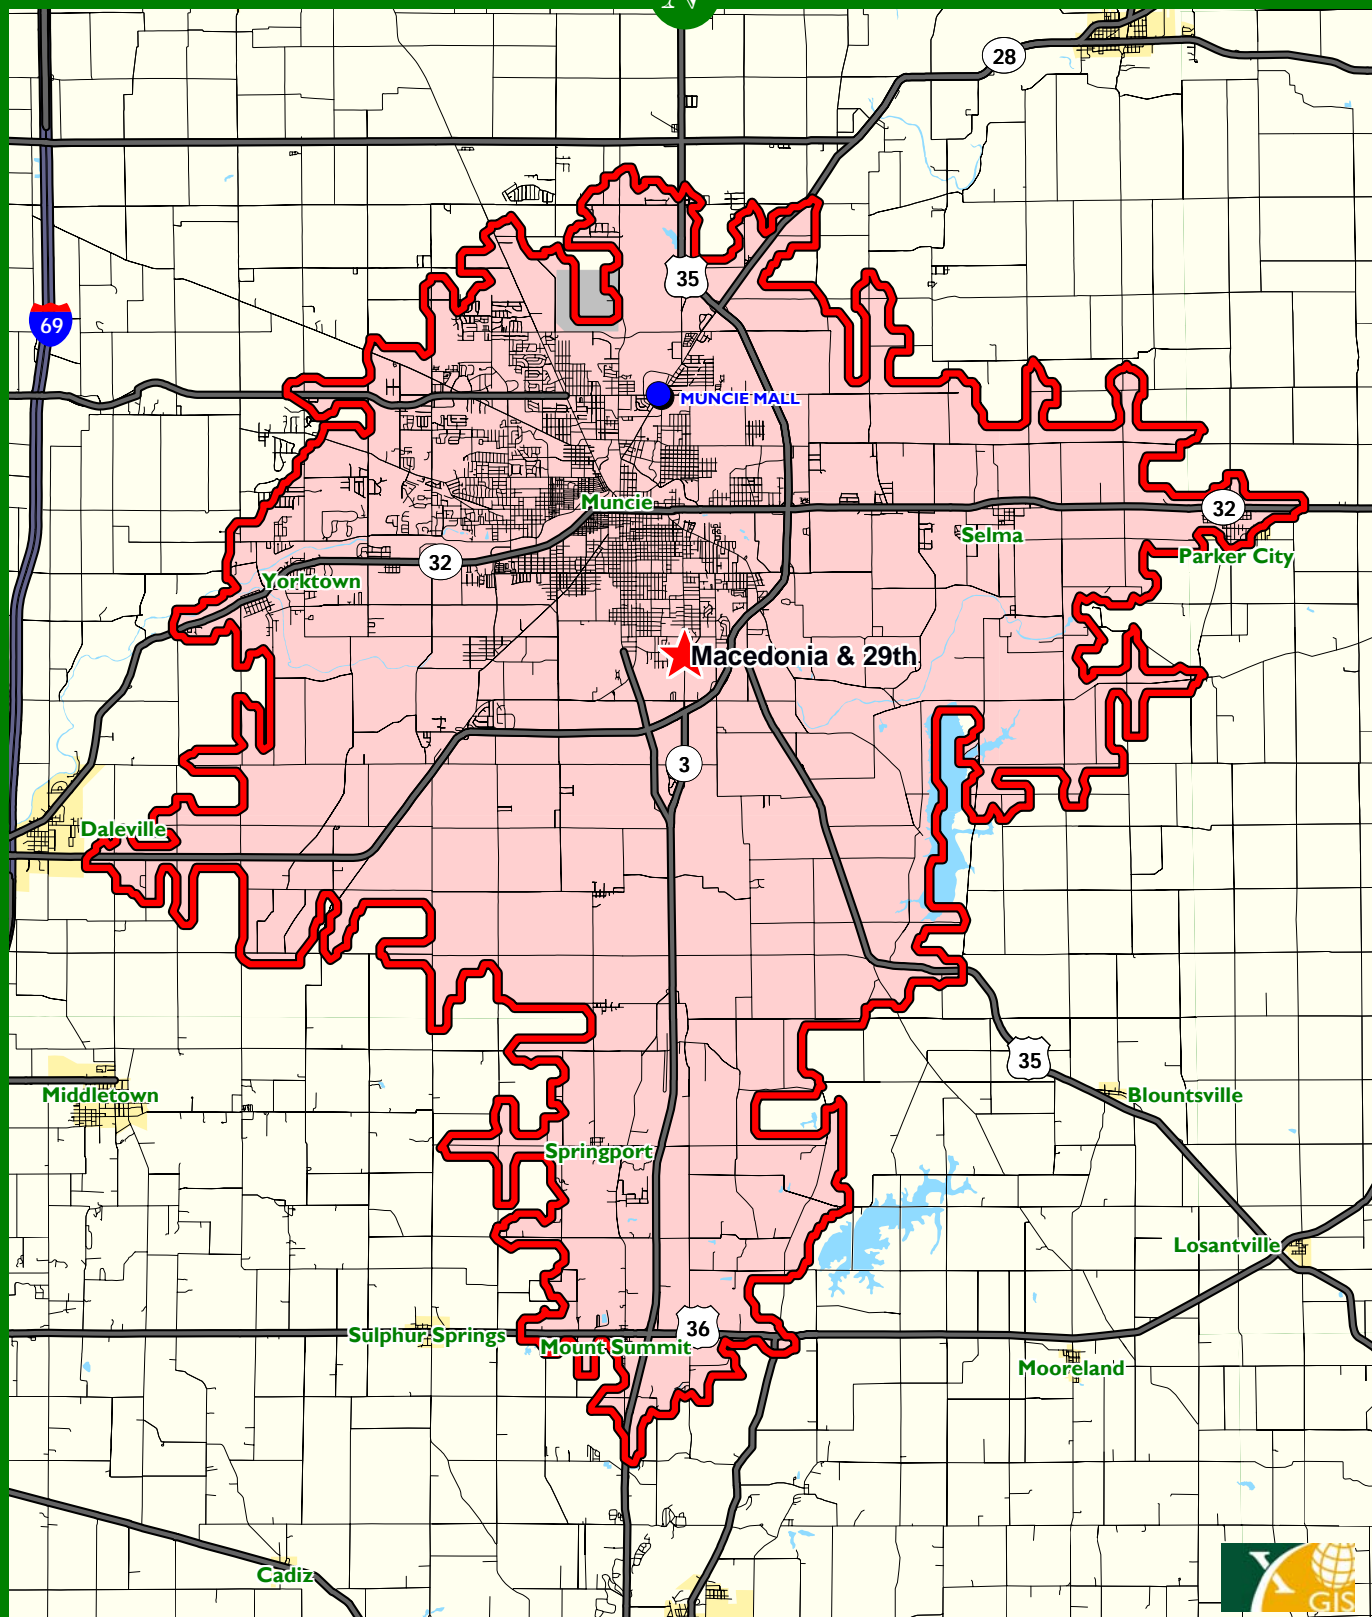 N
28
35
69
MUNCIE MALL
Muncie
32
Selma
32
Parker City
Yorktown
Macedonia & 29th
3
Daleville
35
Middletown
Blountsville
Springport
Losantville
36
Sulphur Springs
Mount Summit
Mooreland
Cadiz
X
GIS